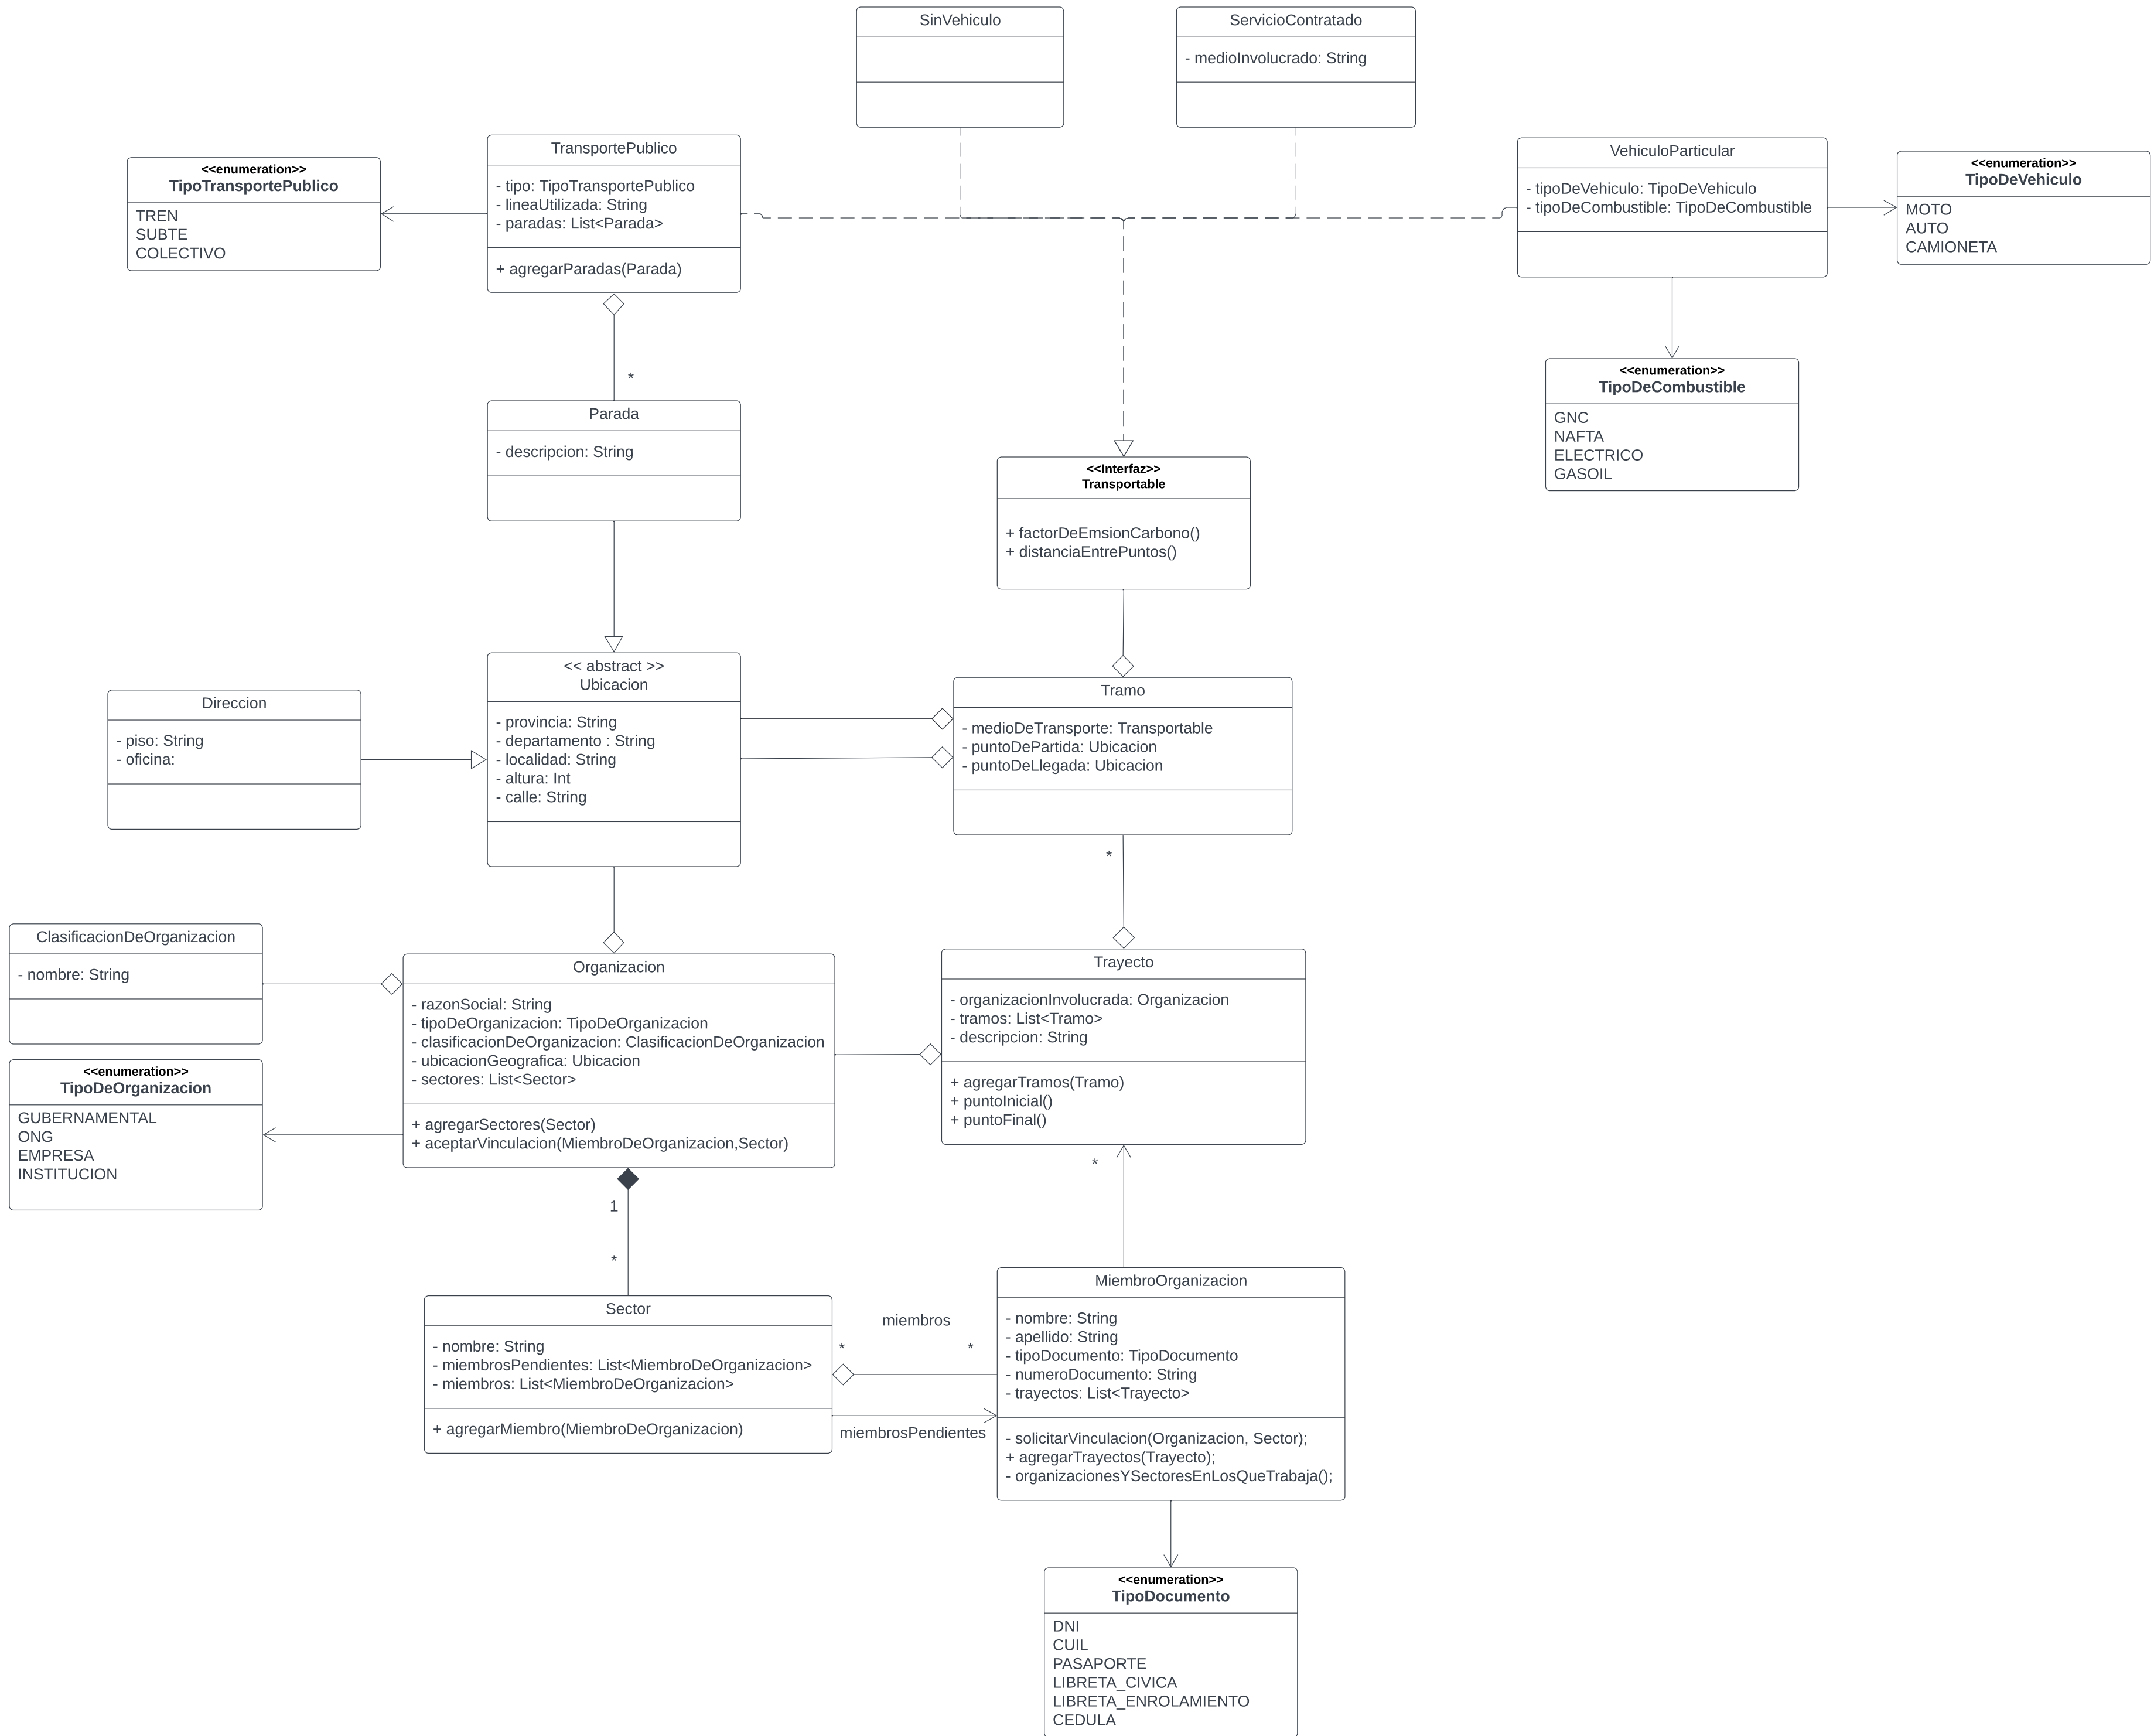 SinVehiculo
ServicioContratado
- medioInvolucrado: String
TransportePublico
- tipo: TipoTransportePublico
- lineaUtilizada: String
- paradas: List<Parada>
+ agregarParadas(Parada)
<<enumeration>>
TipoTransportePublico
TREN
SUBTE
COLECTIVO
VehiculoParticular
- tipoDeVehiculo: TipoDeVehiculo
- tipoDeCombustible: TipoDeCombustible
<<enumeration>>
TipoDeVehiculo
MOTO
AUTO
CAMIONETA
<<enumeration>>
TipoDeCombustible
GNC
NAFTA
ELECTRICO
GASOIL
*
Parada
- descripcion: String
<<Interfaz>>
Transportable
+ factorDeEmsionCarbono()
+ distanciaEntrePuntos()
<< abstract >>
Ubicacion
- provincia: String
- departamento : String
- localidad: String
- altura: Int
- calle: String
Direccion
- piso: String
- oficina:
Tramo
- medioDeTransporte: Transportable
- puntoDePartida: Ubicacion
- puntoDeLlegada: Ubicacion
*
ClasificacionDeOrganizacion
- nombre: String
Organizacion
- razonSocial: String
- tipoDeOrganizacion: TipoDeOrganizacion
- clasificacionDeOrganizacion: ClasificacionDeOrganizacion
- ubicacionGeografica: Ubicacion
- sectores: List<Sector>
+ agregarSectores(Sector)
+ aceptarVinculacion(MiembroDeOrganizacion,Sector)
Trayecto
- organizacionInvolucrada: Organizacion
- tramos: List<Tramo>
- descripcion: String
+ agregarTramos(Tramo)
+ puntoInicial()
+ puntoFinal()
<<enumeration>>
TipoDeOrganizacion
GUBERNAMENTAL
ONG
EMPRESA
INSTITUCION
*
1
*
Sector
- nombre: String
- miembrosPendientes: List<MiembroDeOrganizacion>
- miembros: List<MiembroDeOrganizacion>
+ agregarMiembro(MiembroDeOrganizacion)
miembros
*
*
miembrosPendientes
MiembroOrganizacion
- nombre: String
- apellido: String
- tipoDocumento: TipoDocumento
- numeroDocumento: String
- trayectos: List<Trayecto>
- solicitarVinculacion(Organizacion, Sector);
+ agregarTrayectos(Trayecto);
- organizacionesYSectoresEnLosQueTrabaja();
<<enumeration>>
TipoDocumento
DNI
CUIL
PASAPORTE
LIBRETA_CIVICA
LIBRETA_ENROLAMIENTO
CEDULA